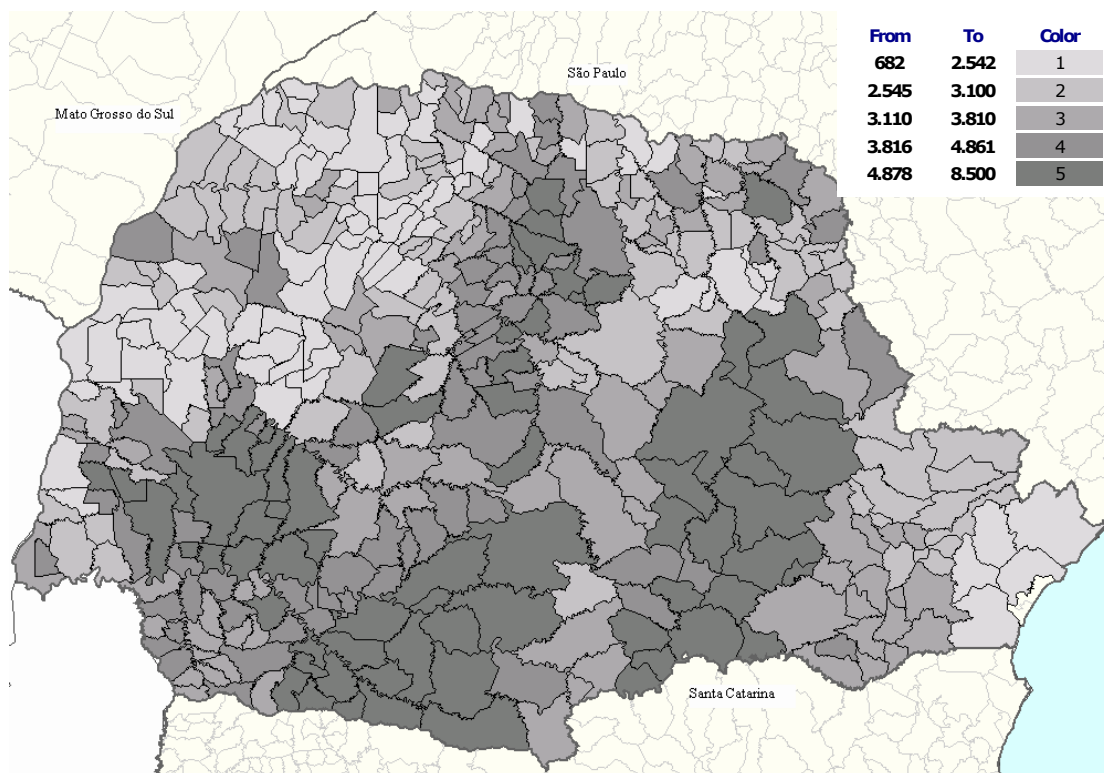 From To Color
682 2.542 1
2.545 3.100 2
3.110 3.810 3
3.816 4.861 4
4.878 8.500 5
São Paulo
Mato Grosso do Sul
Santa Catarina